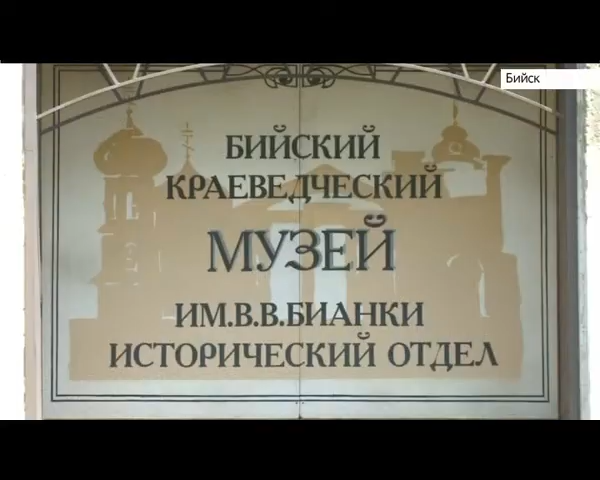 Бийск
БИЙСКИЙ
КРАЕВЕДЧЕСКИЙ
МУЗЕЙ
ИМ.В.В.БИАНКИ
ИСТОРИЧЕСКИЙ ОТДЕЛ